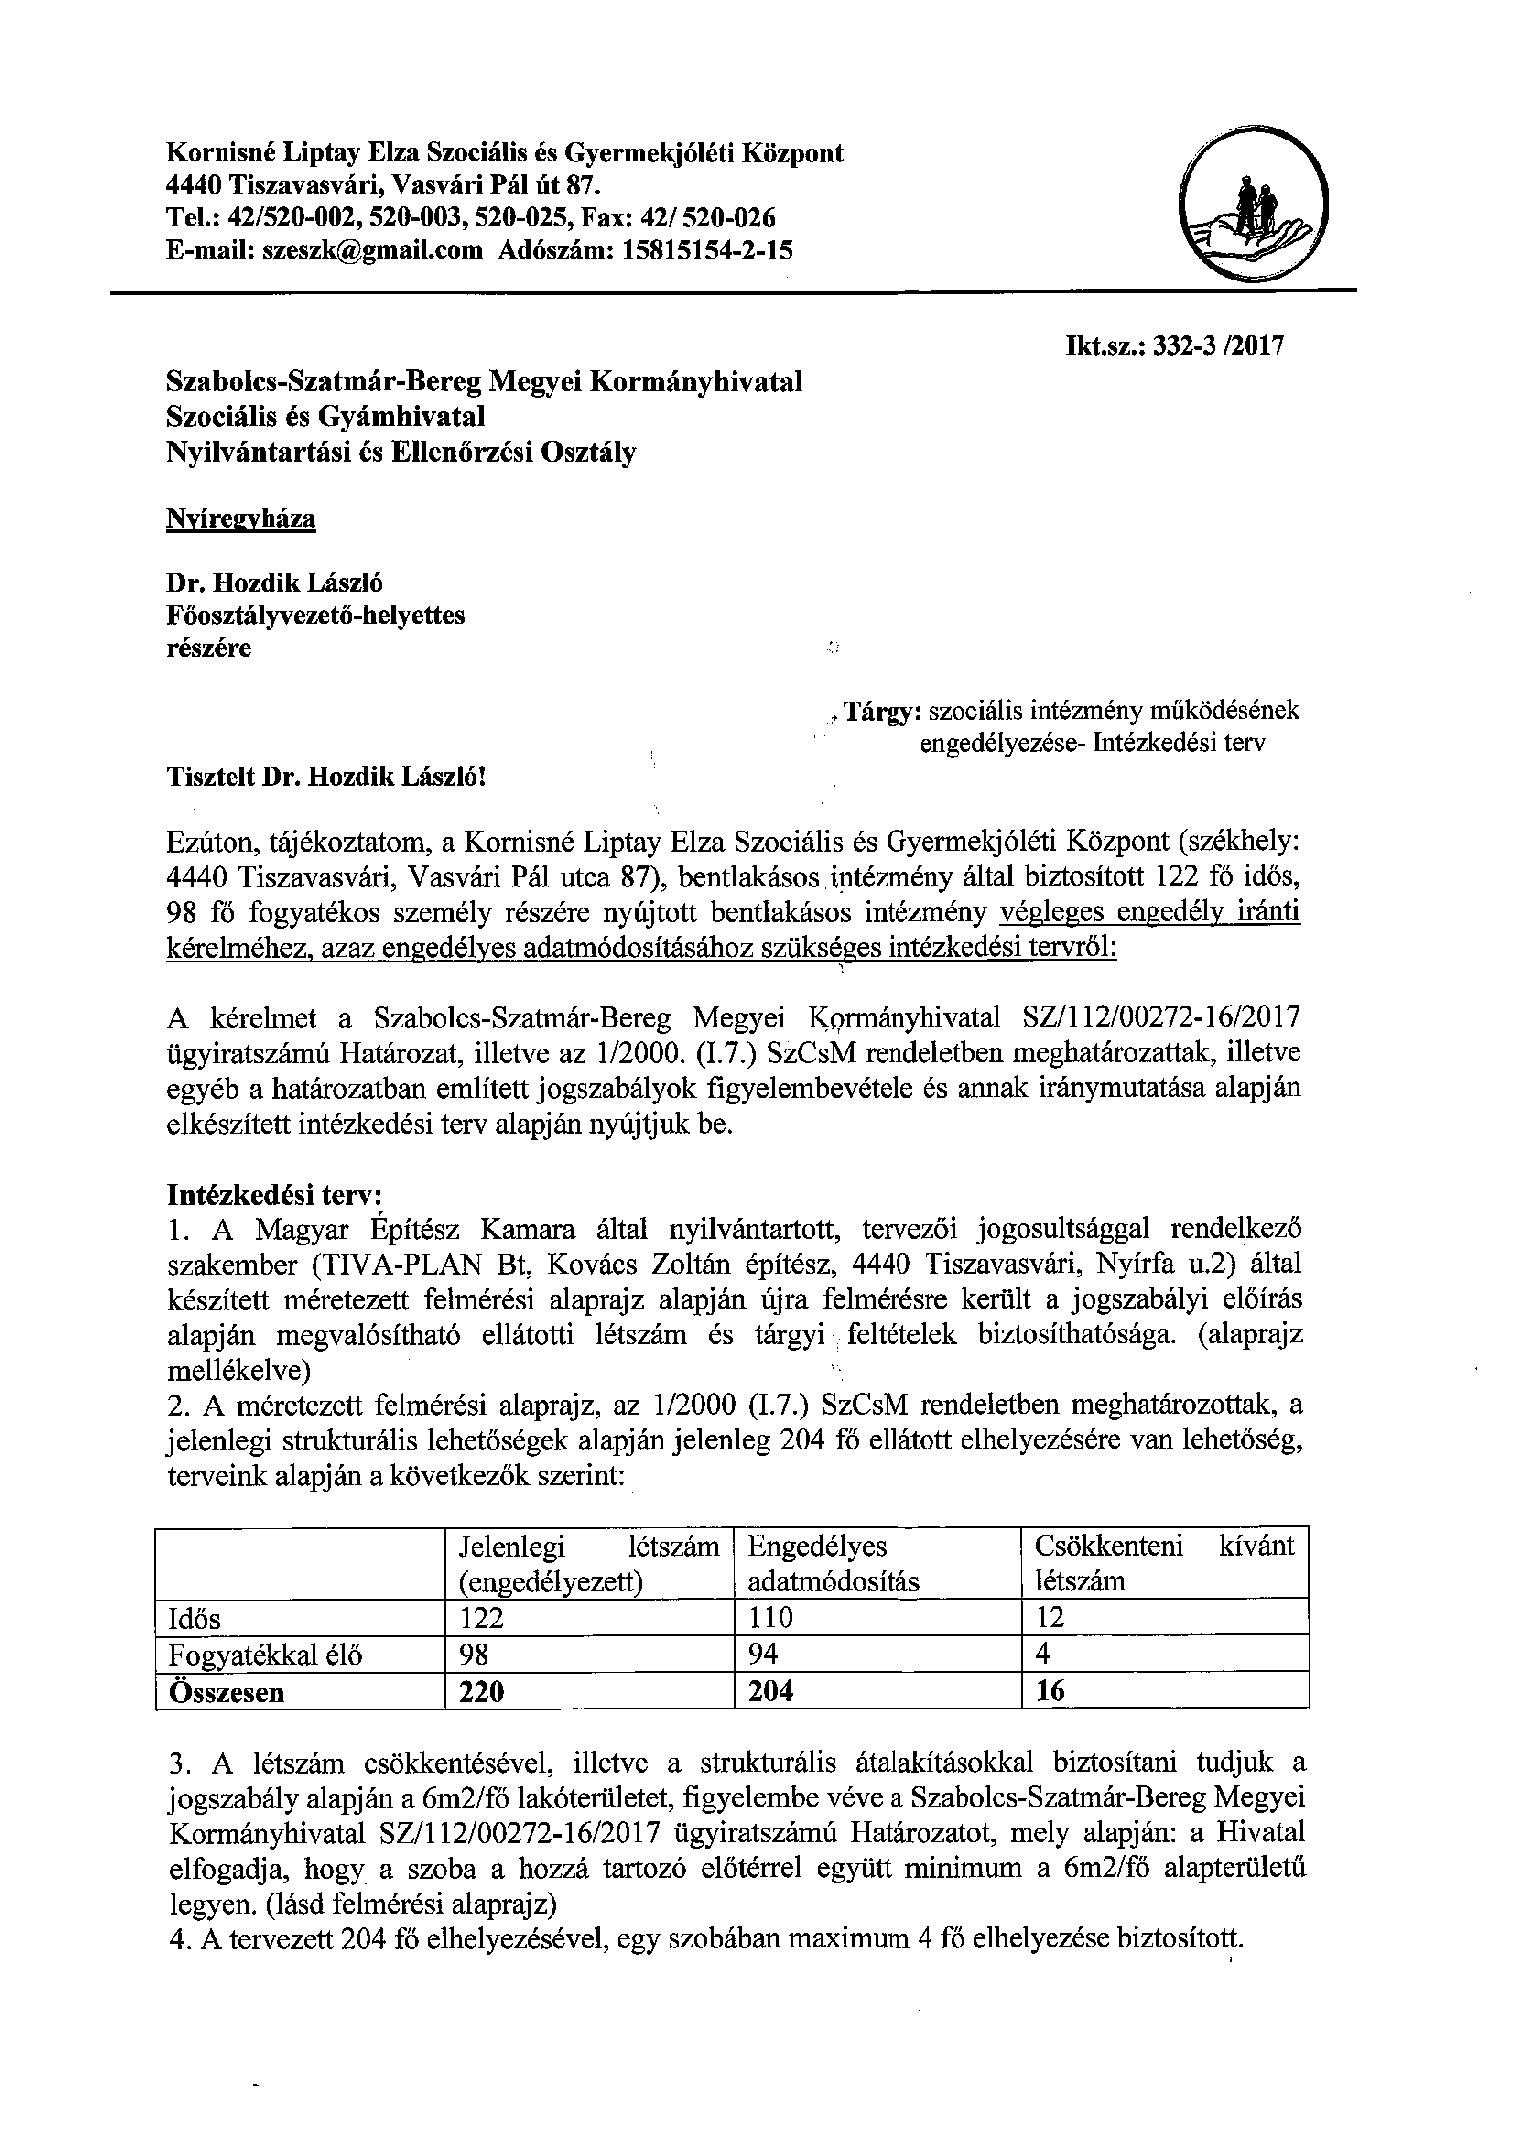 Kornisné Liptay Elza Szociális és Gyermekjóléti Központ
4440 Tiszavasvári, Vasvári Pál út 87.
Tel.: 42/520-002, 520-003, 520-025, Fax: 42/ 520-026
E-mail: szeszk@gmail.com Adószám: 15815154-2-15
Ikt.sz.: 332-3 /2017
Szabolcs-Szatmár-Bereg Megyei Kormányhivatal
Szociális és Gyámhivatal
Nyilvántartási és Ellenőrzési Osztály
Nyíregyháza
Dr. Hozdik László
Főosztályvezető-helyettes
részére
Tárgy: szociális intézmény működésének
engedélyezése- Intézkedési terv
Tisztelt Dr. Hozdik László!
Ezúton, tájékoztatom, a Kornisné Liptay Elza Szociális és Gyermekjóléti Központ (székhely:
4440 Tiszavasvári, Vasvári Pál utca 87), bentlakásos intézmény által biztosított 122 fő idős,
98 fő fogyatékos személy részére nyújtott bentlakásos intézmény végleges engedély iránti
kérelméhez, azaz engedélyes adatmódosításához szükséges intézkedési tervről:
A kérelmet a Szabolcs-Szatmár-Bereg Megyei Kormányhivatal SZ/112/00272-16/2017
ügyiratszámú Határozat, illetve az 1/2000. (I.7.) SzCsM rendeletben meghatározattak, illetve
egyéb a határozatban említett jogszabályok figyelembevétele és annak iránymutatása alapján
elkészített intézkedési terv alapján nyújtjuk be.
Intézkedési terv:
1. A Magyar Építész Kamara által nyilvántartott, tervezői jogosultsággal rendelkező
szakember (TIVA-PLAN Bt, Kovács Zoltán építész, 4440 Tiszavasvári, Nyírfa u.2) által
készített méretezett felmérési alaprajz alapján újra felmérésre került a jogszabályi előírás
alapján megvalósítható ellátotti létszám és tárgyi feltételek biztosíthatósága. (alaprajz
mellékelve)
2. A méretezett felmérési alaprajz, az 1/2000 (I.7.) SzCsM rendeletben meghatározottak, a
jelenlegi strukturális lehetőségek alapján jelenleg 204 fő ellátott elhelyezésére van lehetőség,
terveink alapján a következők szerint:
Jelenlegi létszám Engedélyes Csökkenteni kívánt
(engedélyezett) adatmódosítás létszám
Idős 122 110 12
Fogyatékkal élő 98 94 4
Összesen 220 204 16
3. A létszám csökkentésével, illetve a strukturális átalakításokkal biztosítani tudjuk a
jogszabály alapján a 6m2/fő lakóterületet, figyelembe véve a Szabolcs-Szatmár-Bereg Megyei
Kormányhivatal SZ/112/00272-16/2017 ügyiratszámú Határozatot, mely alapján: a Hivatal
elfogadja, hogy a szoba a hozzá tartozó előtérrel együtt minimum a 6m2/fő alapterületű
legyen. (lásd felmérési alaprajz)
4. A tervezett 204 fő elhelyezésével, egy szobában maximum 4 fő elhelyezése biztosított.